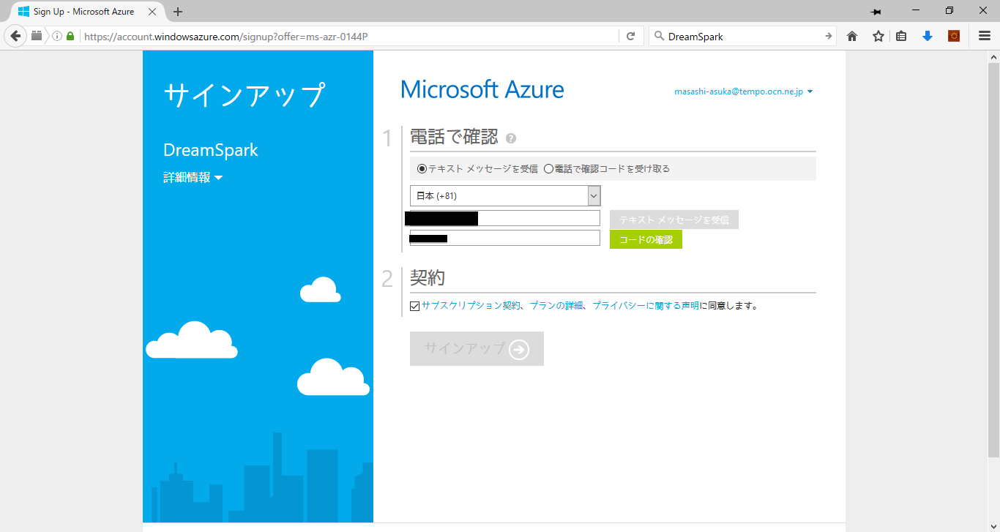 Sign Up - Microsoft Azure
https://account.windowsazure.com/signup?offer=ms-azr-0144P
DreamSpark
サインアップ
DreamSpark
詳細情報
Microsoft Azure
masashi-asuka@tempo.ocn.ne.jp
1
電話で確認 ?
テキスト メッセージを受信 電話で確認コードを受け取る
日本 (+81)
テキスト メッセージを受信
コードの確認
2
契約
サブスクリプション契約、プランの詳細、プライバシーに関する声明に同意します。
サインアップ